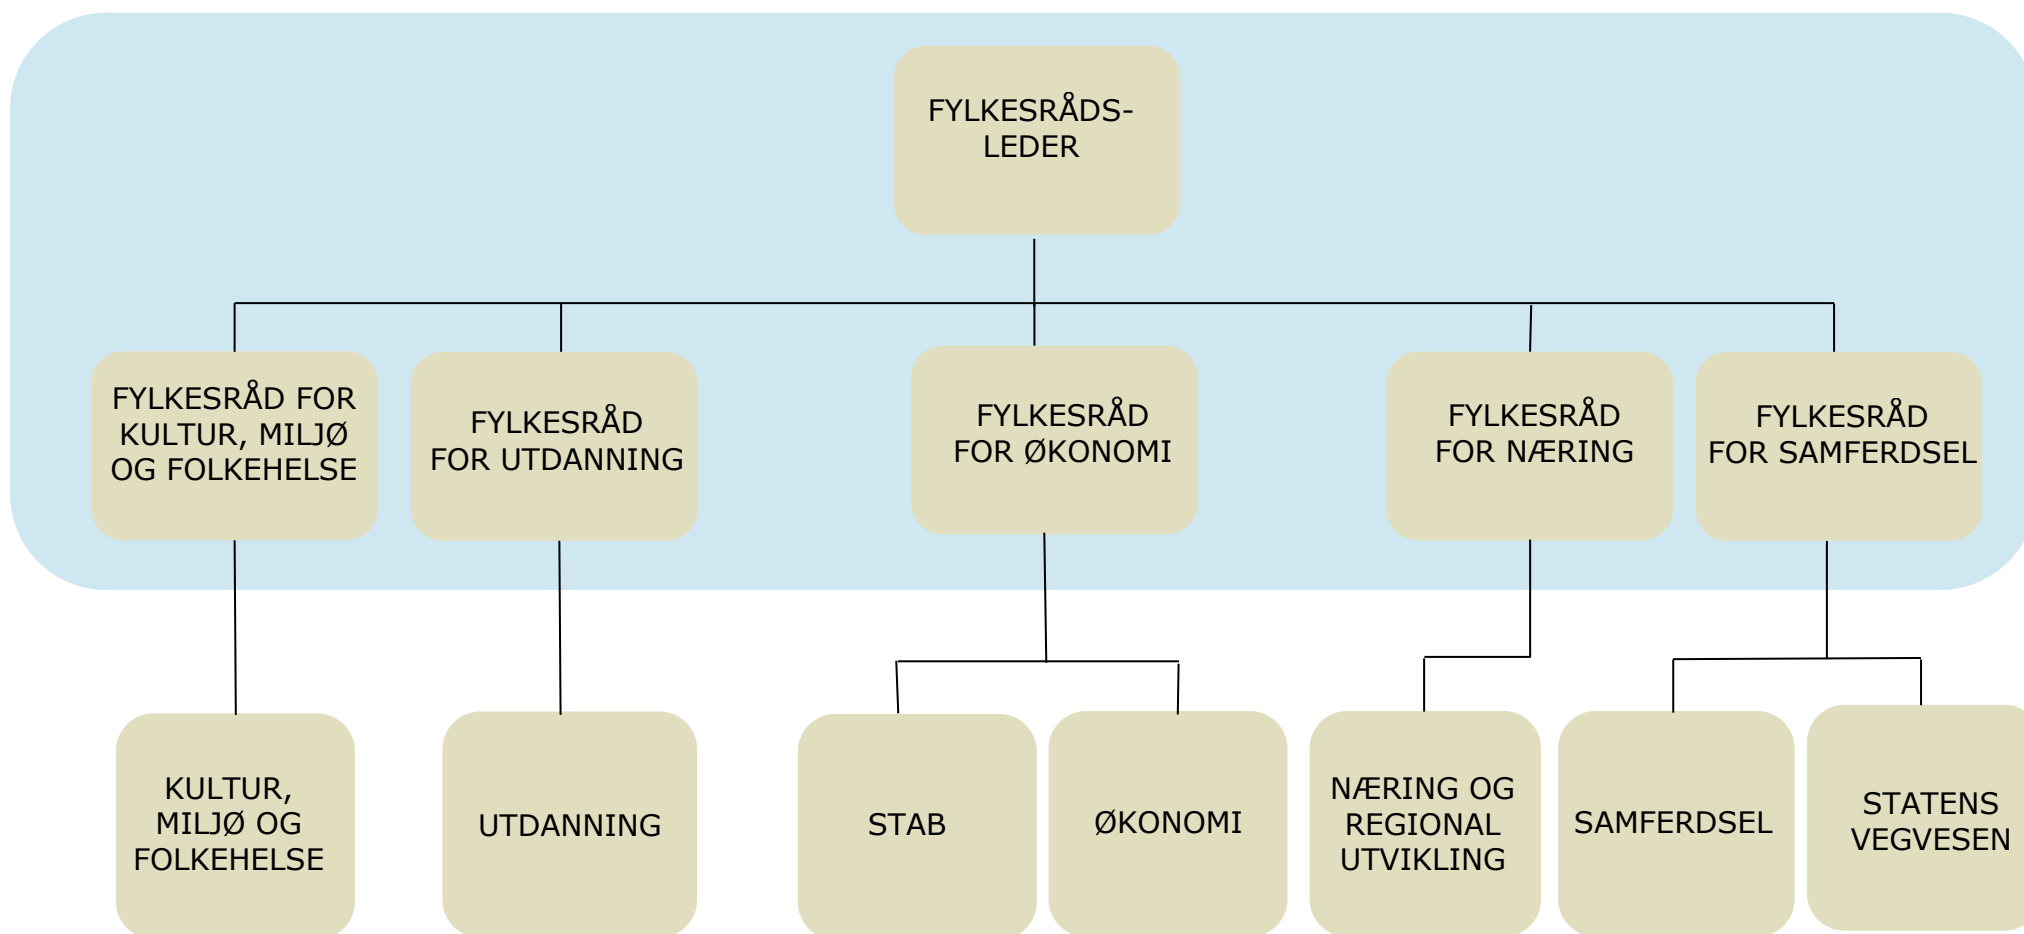 FYLKESRÅDS-
LEDER
FYLKESRÅD FOR
KULTUR, MILJØ
OG FOLKEHELSE
FYLKESRÅD
FOR UTDANNING
FYLKESRÅD
FOR ØKONOMI
FYLKESRÅD
FOR NÆRING
FYLKESRÅD
FOR SAMFERDSEL
KULTUR,
MILJØ OG
FOLKEHELSE
UTDANNING
STAB
ØKONOMI
NÆRING OG
REGIONAL
UTVIKLING
SAMFERDSEL
STATENS
VEGVESEN